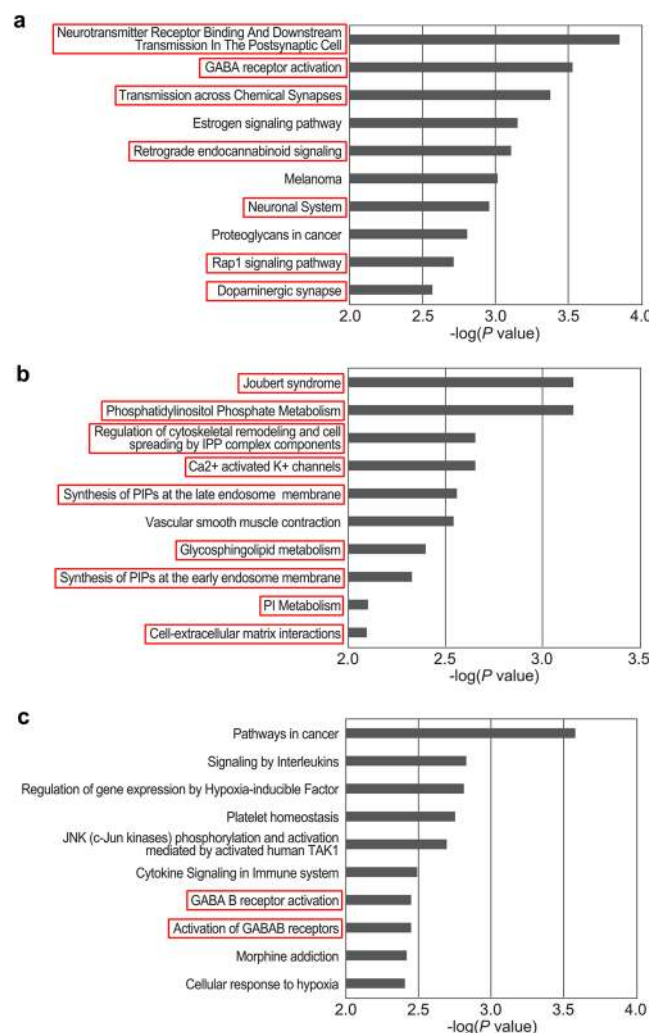 a
Neurotransmitter Receptor Binding And Downstream
Transmission In The Postsynaptic Cell
GABA receptor activation
Transmission across Chemical Synapses
Estrogen signaling pathway
Retrograde endocannabinoid signaling
Melanoma
Neuronal System
Proteoglycans in cancer
Rap1 signaling pathway
Dopaminergic synapse
2.0 2.5 3.0 3.5 4.0
-log(P value)
b
Joubert syndrome
Phosphatidylinositol Phosphate Metabolism
Regulation of cytoskeletal remodeling and cell
spreading by IPP complex components
Ca2+ activated K+ channels
Synthesis of PIPs at the late endosome membrane
Vascular smooth muscle contraction
Glycosphingolipid metabolism
Synthesis of PIPs at the early endosome membrane
PI Metabolism
Cell-extracellular matrix interactions
2.0 2.5 3.0 3.5
-log(P value)
c
Pathways in cancer
Signaling by Interleukins
Regulation of gene expression by Hypoxia-inducible Factor
Platelet homeostasis
JNK (c-Jun kinases) phosphorylation and activation
mediated by activated human TAK1
Cytokine Signaling in Immune system
GABA B receptor activation
Activation of GABAB receptors
Morphine addiction
Cellular response to hypoxia
2.0 2.5 3.0 3.5 4.0
-log(P value)